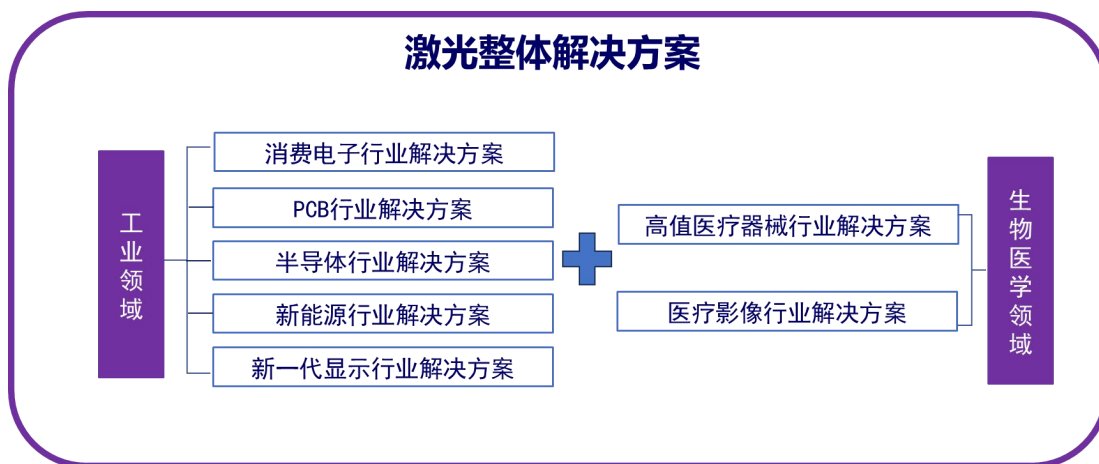 激光整体解决方案
工业领域
消费电子行业解决方案
PCB行业解决方案
半导体行业解决方案
新能源行业解决方案
新一代显示行业解决方案
高值医疗器械行业解决方案
医疗影像行业解决方案
生物医学领域